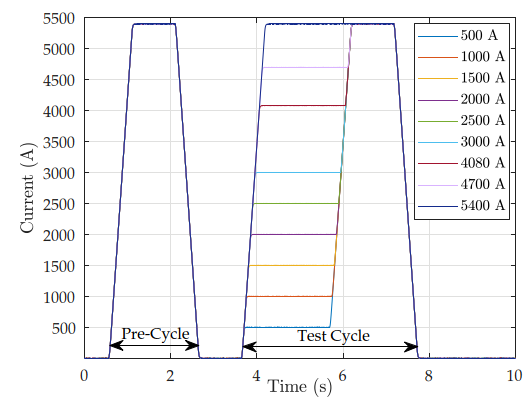 5500
5000
4500
4000
3500
3000
2500
2000
1500
1000
500
Current (A)
500 A
1000 A
1500 A
2000 A
2500 A
3000 A
4080 A
4700 A
5400 A
Pre-Cycle
Test Cycle
0 2 4 6 8 10
Time (s)